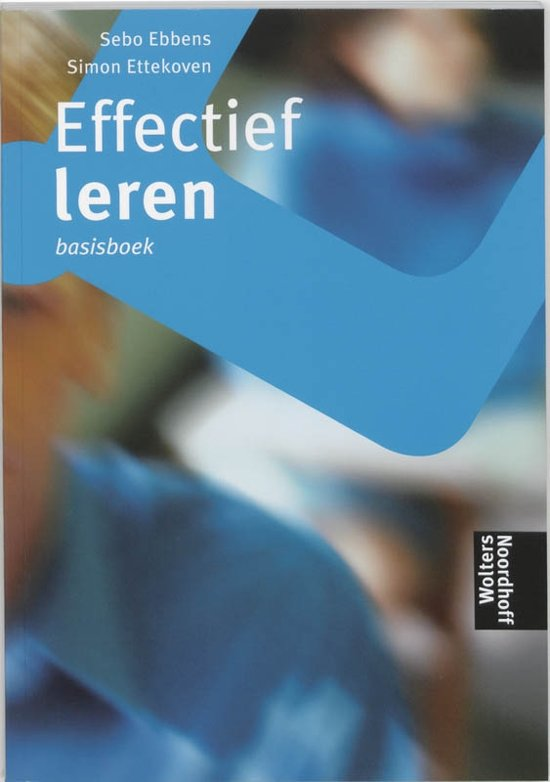 Sebo Ebbens
Simon Ettekoven
Effectief
leren
basisboek
Wolters
Noordhoff